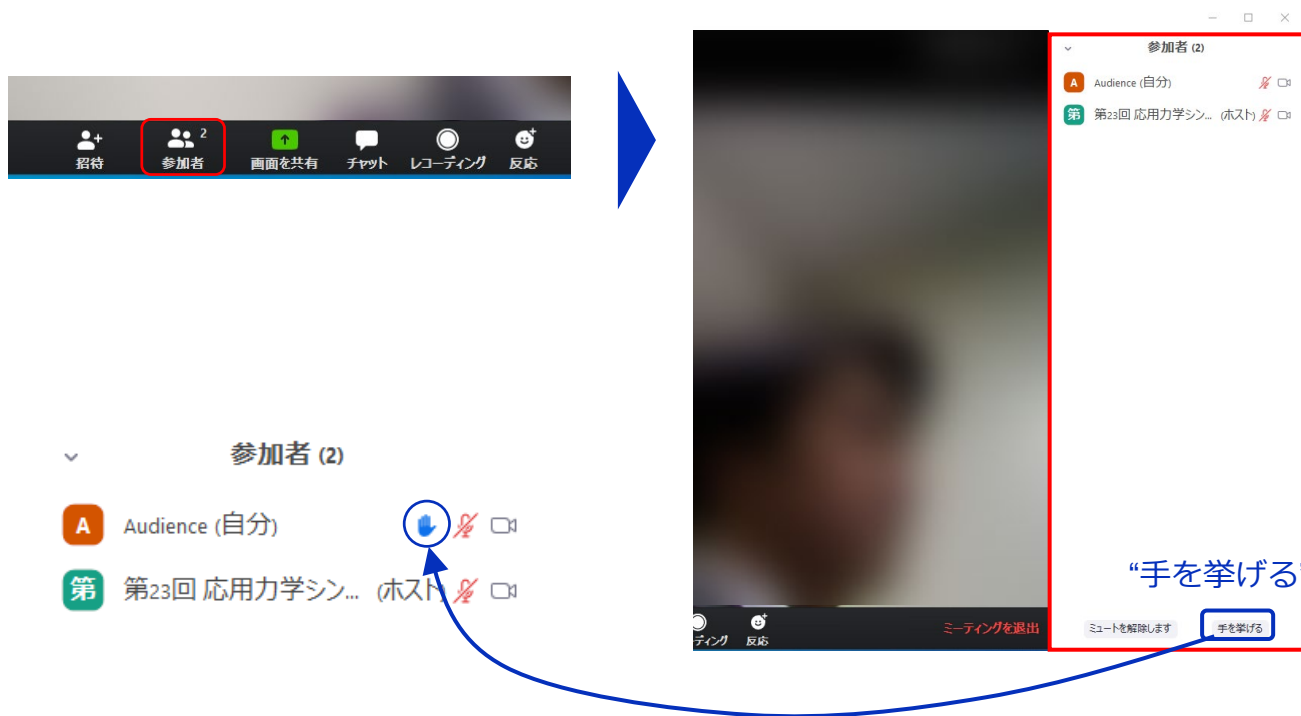 2
招待 参加者 画面を共有 チャット レコーディング 反応
参加者 (2)
A Audience (自分)
第 第23回 応用力学シン... (ホスト)
参加者 (2)
A Audience (自分)
第 第23回 応用力学シン... (ホスト)
“手を挙げる”
ミュートを解除します 手を挙げる
ディング 反応 ミーティングを退出